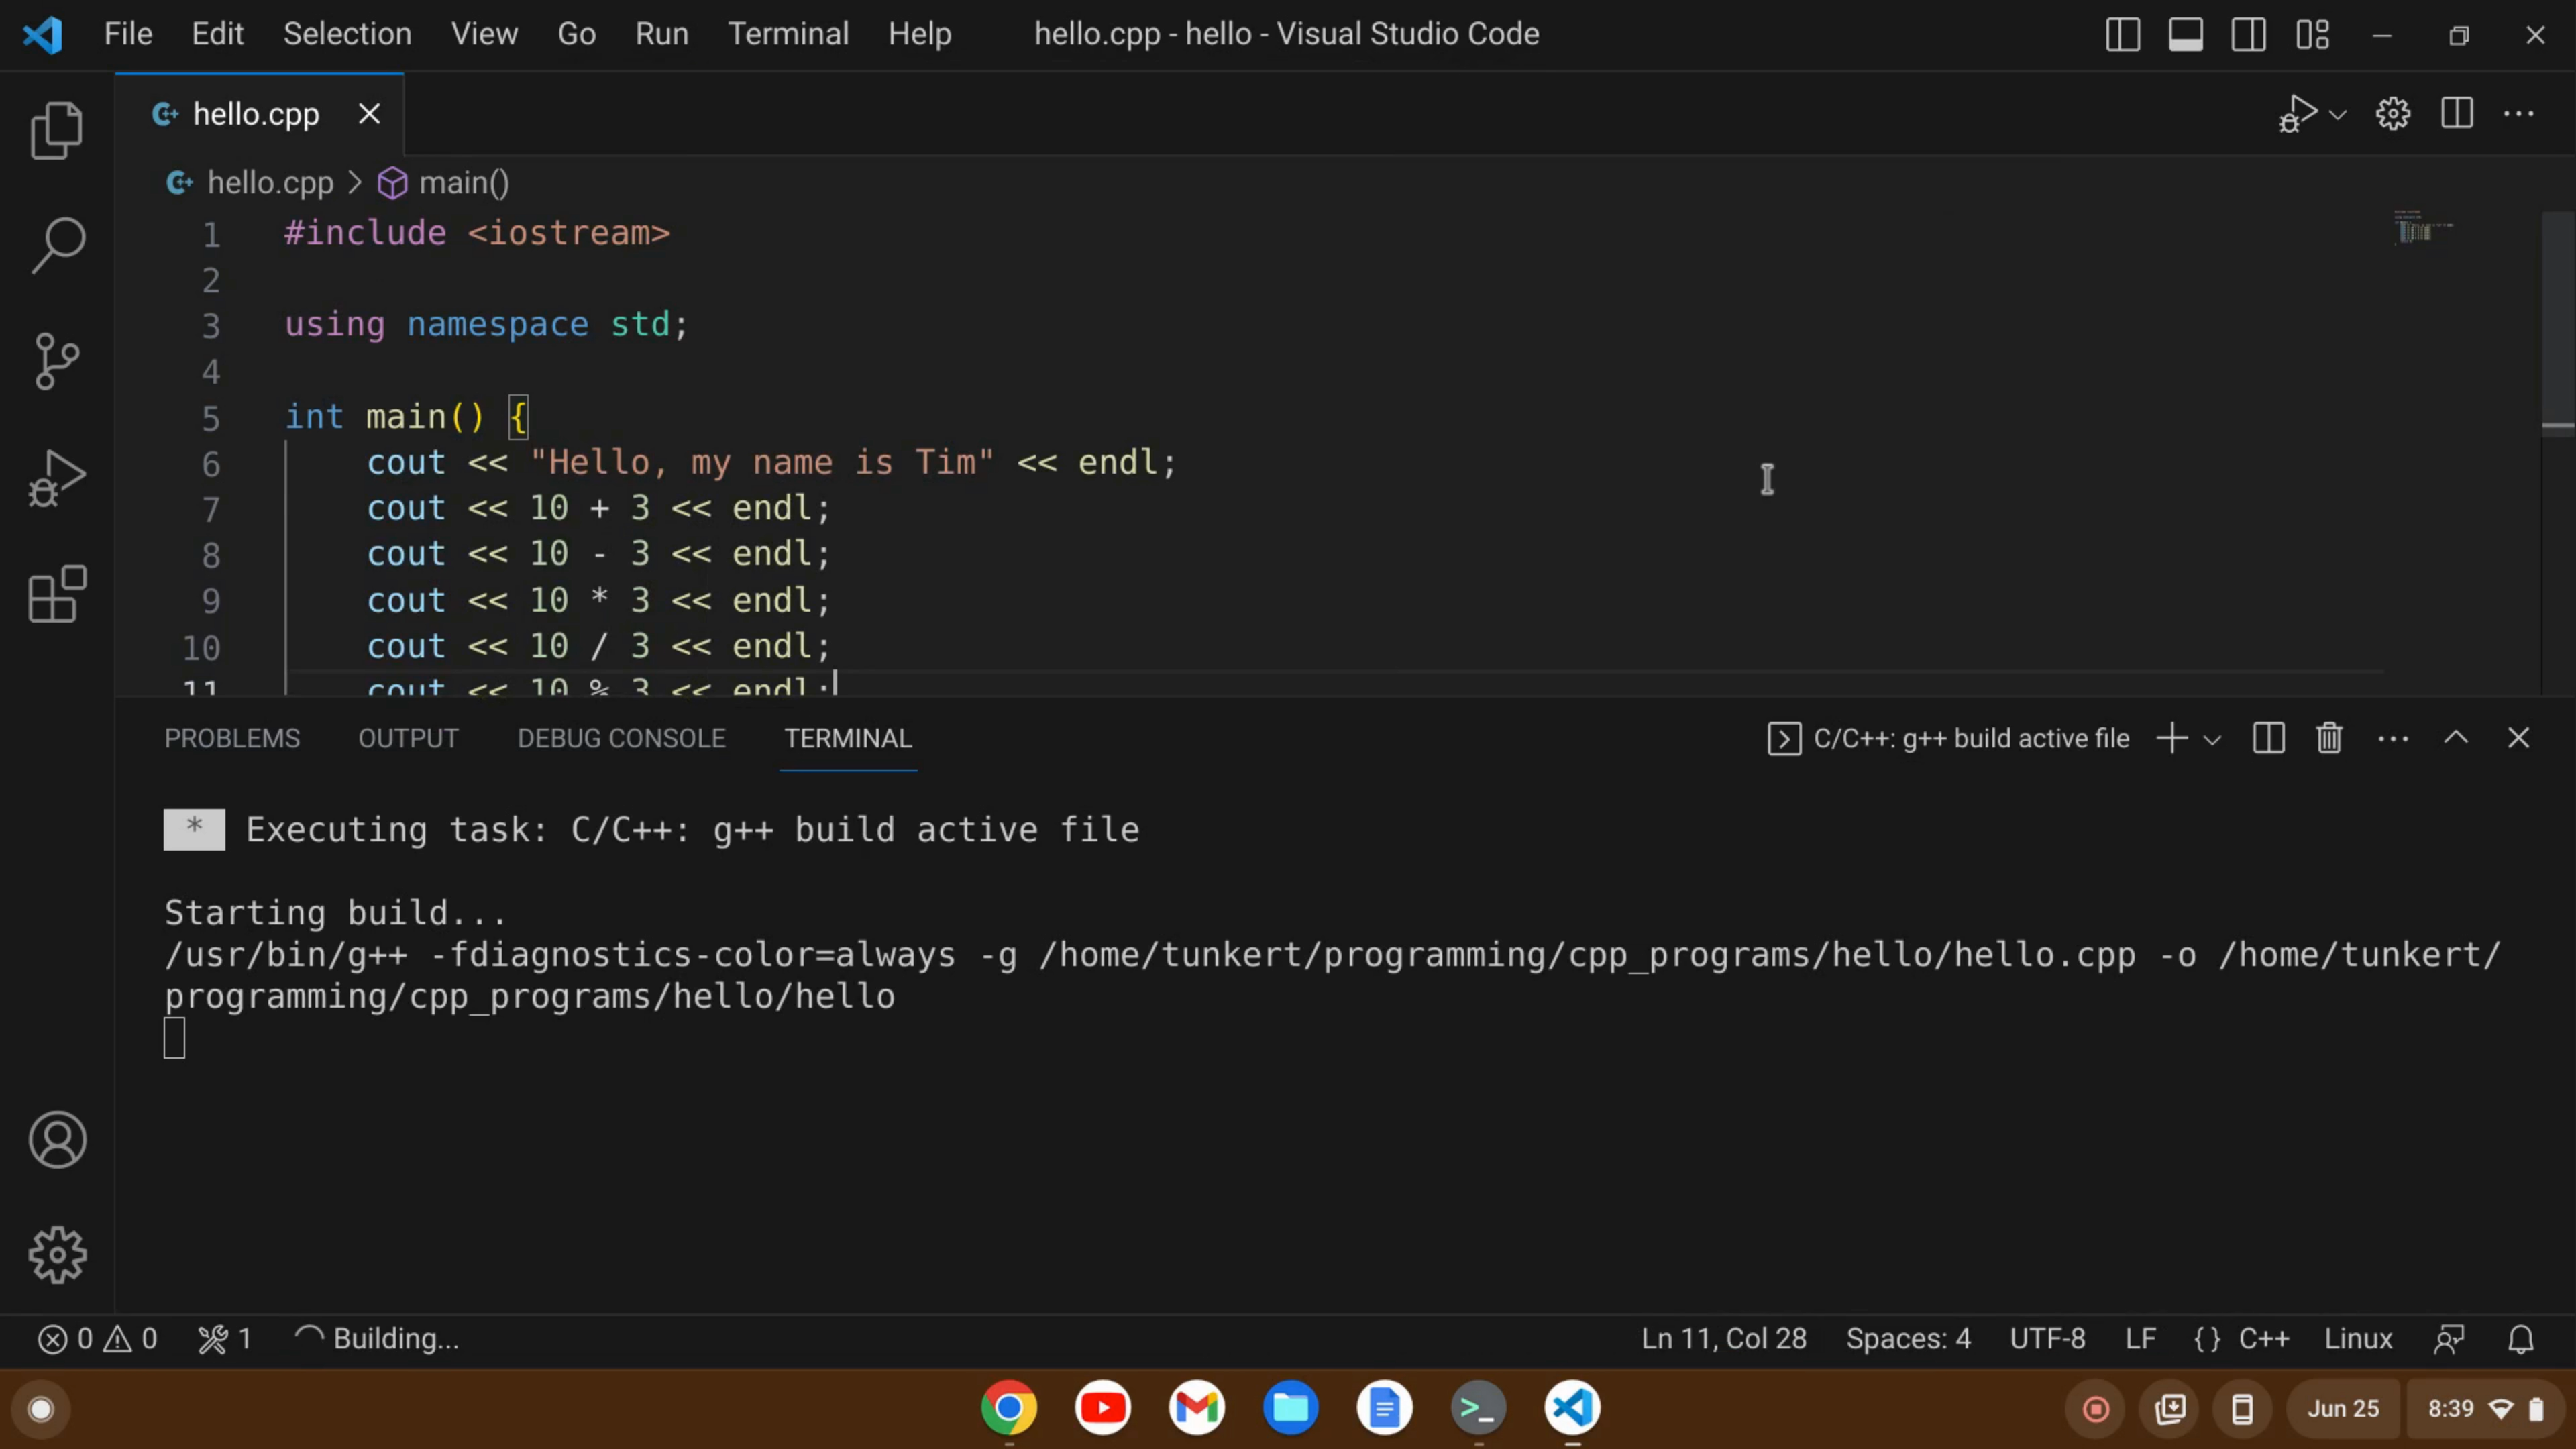 File Edit Selection View Go Run Terminal Help hello.cpp - hello - Visual Studio Code
hello.cpp
hello.cpp > main()
1 #include <iostream>
2
3 using namespace std;
4
5 int main() {
6 cout << "Hello, my name is Tim" << endl;
7 cout << 10 + 3 << endl;
8 cout << 10 - 3 << endl;
9 cout << 10 * 3 << endl;
10 cout << 10 / 3 << endl;
11 cout << 10 % 3 << endl;
PROBLEMS OUTPUT DEBUG CONSOLE TERMINAL C/C++: g++ build active file
* Executing task: C/C++: g++ build active file
Starting build...
/usr/bin/g++ -fdiagnostics-color=always -g /home/tunkert/programming/cpp_programs/hello/hello.cpp -o /home/tunkert/
programming/cpp_programs/hello/hello
0 0 1 Building... Ln 11, Col 28 Spaces: 4 UTF-8 LF {} C++ Linux
Jun 25 8:39